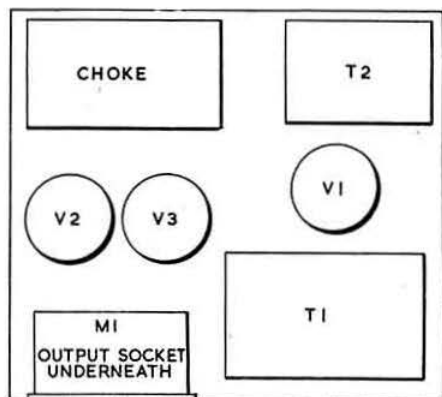 CHOKE
T2
V2
V3
V1
M1
OUTPUT SOCKET
UNDERNEATH
T1